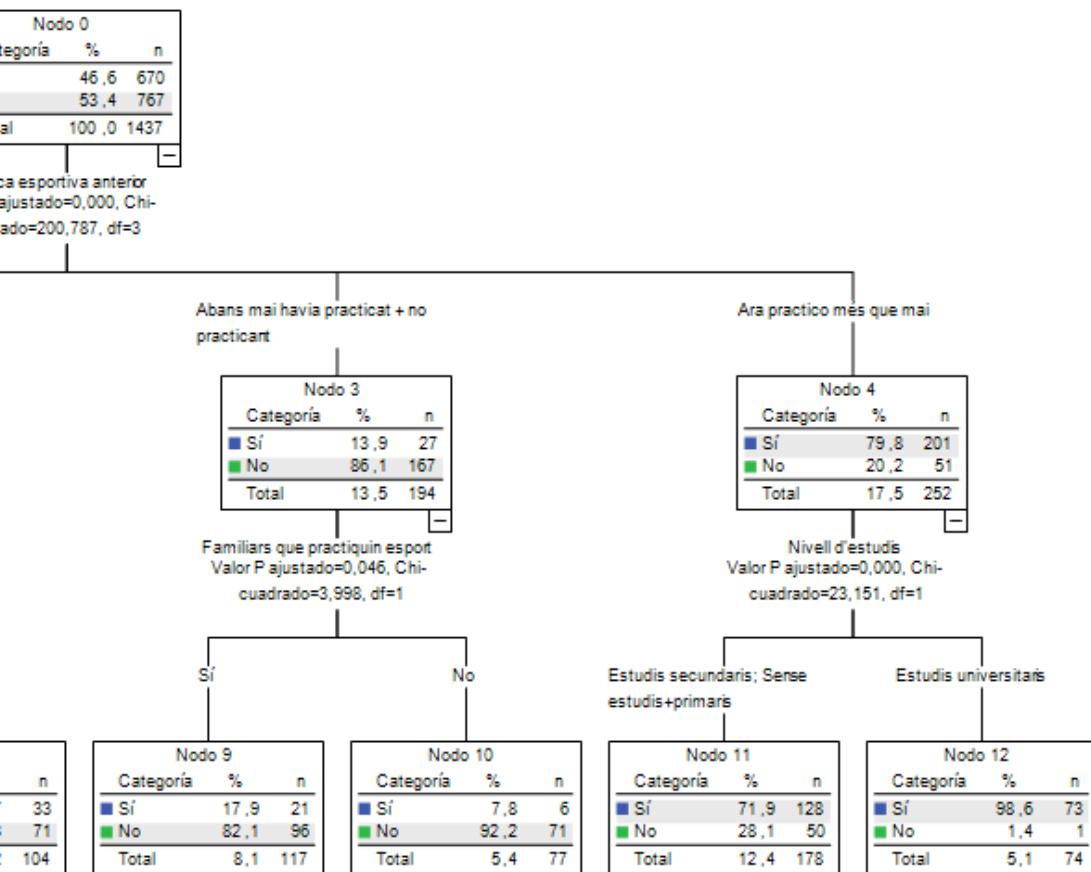 Nodo 0
tegoría % n
46,6 670
53,4 767
al 100,0 1437
ca esportiva anterior
ajustado=0,000, Chi-
ado=200,787, df=3
Abans mai havia practicat + no
practicant
Ara practico més que mai
Nodo 3
Categoría % n
Sí 13,9 27
No 86,1 167
Total 13,5 194
Nodo 4
Categoría % n
Sí 79,8 201
No 20,2 51
Total 17,5 252
Familiars que practiquin esport
Valor P ajustado=0,046, Chi-
cuadrado=3,998, df=1
Nivell d'estudis
Valor P ajustado=0,000, Chi-
cuadrado=23,151, df=1
Sí
No
Estudis secundaris; Sense
estudis+primaris
Estudis universitaris
n
33
71
104
Nodo 9
Categoría % n
Sí 17,9 21
No 82,1 96
Total 8,1 117
Nodo 10
Categoría % n
Sí 7,8 6
No 92,2 71
Total 5,4 77
Nodo 11
Categoría % n
Sí 71,9 128
No 28,1 50
Total 12,4 178
Nodo 12
Categoría % n
Sí 98,6 73
No 1,4 1
Total 5,1 74